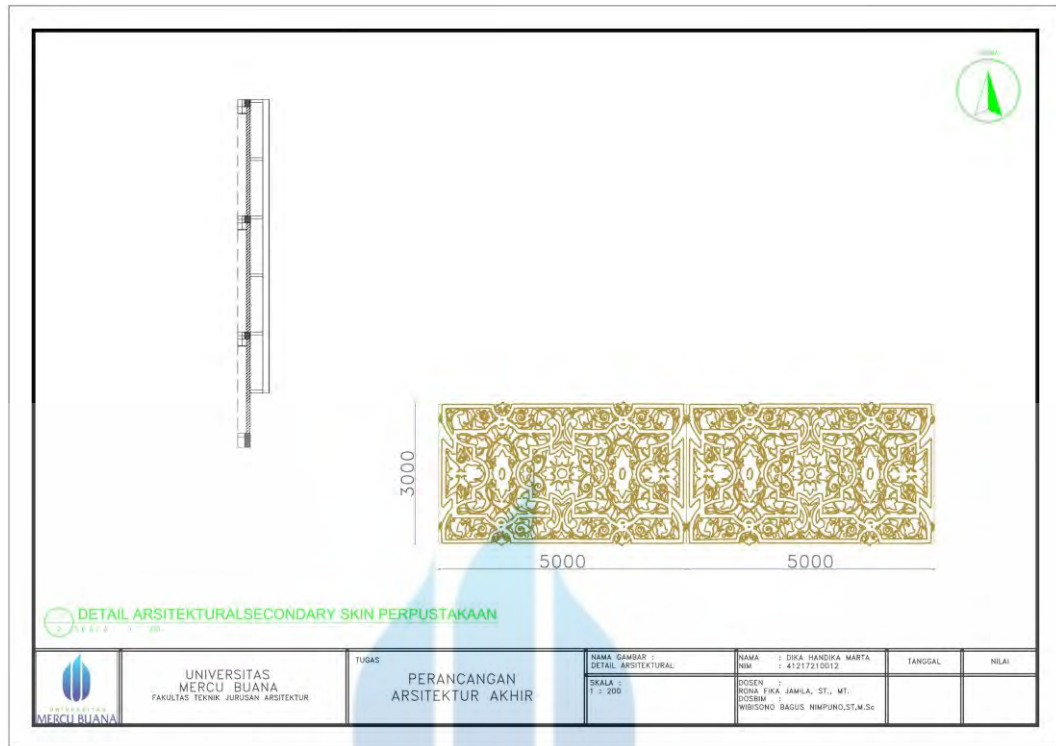 3000
5000
5000
DETAIL ARSITEKTURALSECONDARY SKIN PERPUSTAKAAN
UNIVERSITAS
MERCU BUANA
UNIVERSITAS
MERCU BUANA
FAKULTAS TEKNIK JURUSAN ARSITEKTUR
TUGAS
PERANCANGAN
ARSITEKTUR AKHIR
NAMA GAMBAR :
DETAIL ARSITEKTURAL
SKALA :
1 : 200
NAMA : DIKA HANDIKA MARTA
NIM : 41217210012
DOSEN :
RONA FIKA JAMILA, ST., MT.
DOSBIM :
WIBISONO BAGUS NIMPUNO,ST,M.Sc
TANGGAL
NILAI